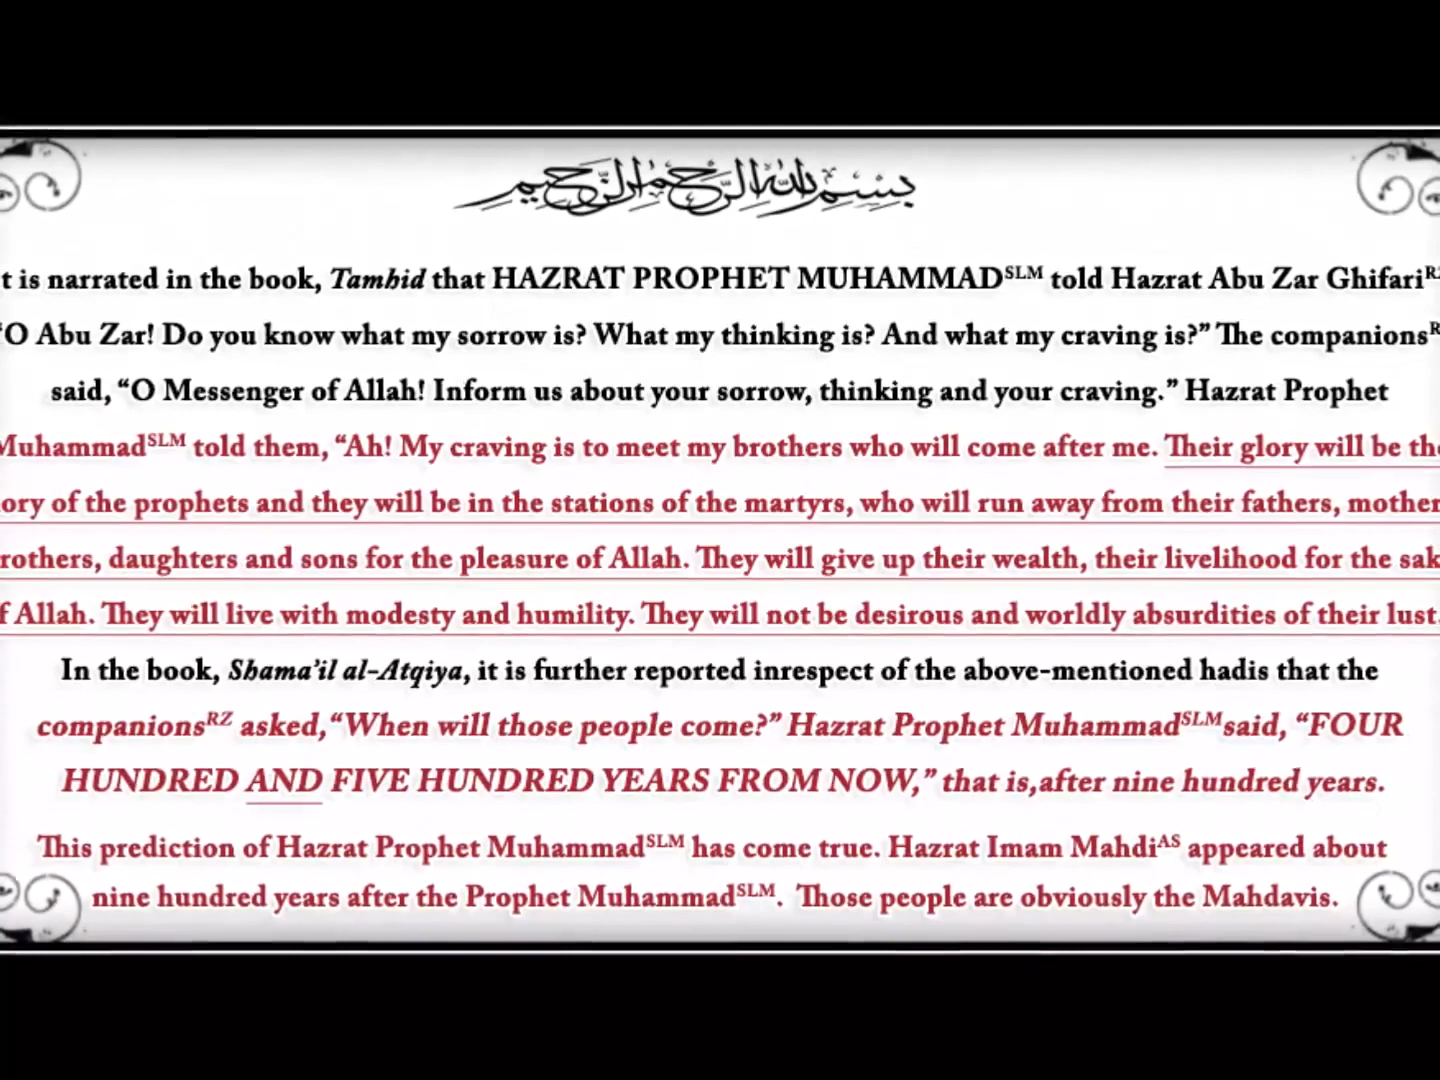 بسم الله الرحمن الرحيم
t is narrated in the book, Tamhid that HAZRAT PROPHET MUHAMMADSLM told Hazrat Abu Zar GhifariR
“O Abu Zar! Do you know what my sorrow is? What my thinking is? And what my craving is?” The companionsR
said, “O Messenger of Allah! Inform us about your sorrow, thinking and your craving.” Hazrat Prophet
MuhammadSLM told them, “Ah! My craving is to meet my brothers who will come after me. Their glory will be the
ory of the prophets and they will be in the stations of the martyrs, who will run away from their fathers, mother
rothers, daughters and sons for the pleasure of Allah. They will give up their wealth, their livelihood for the sak
f Allah. They will live with modesty and humility. They will not be desirous and worldly absurdities of their lust.
In the book, Shama’il al-Atqiya, it is further reported inrespect of the above-mentioned hadis that the
companionsRZ asked,“When will those people come?” Hazrat Prophet MuhammadSLMsaid, “FOUR
HUNDRED AND FIVE HUNDRED YEARS FROM NOW,” that is,after nine hundred years.
This prediction of Hazrat Prophet MuhammadSLM has come true. Hazrat Imam MahdiAS appeared about
nine hundred years after the Prophet MuhammadSLM. Those people are obviously the Mahdavis.